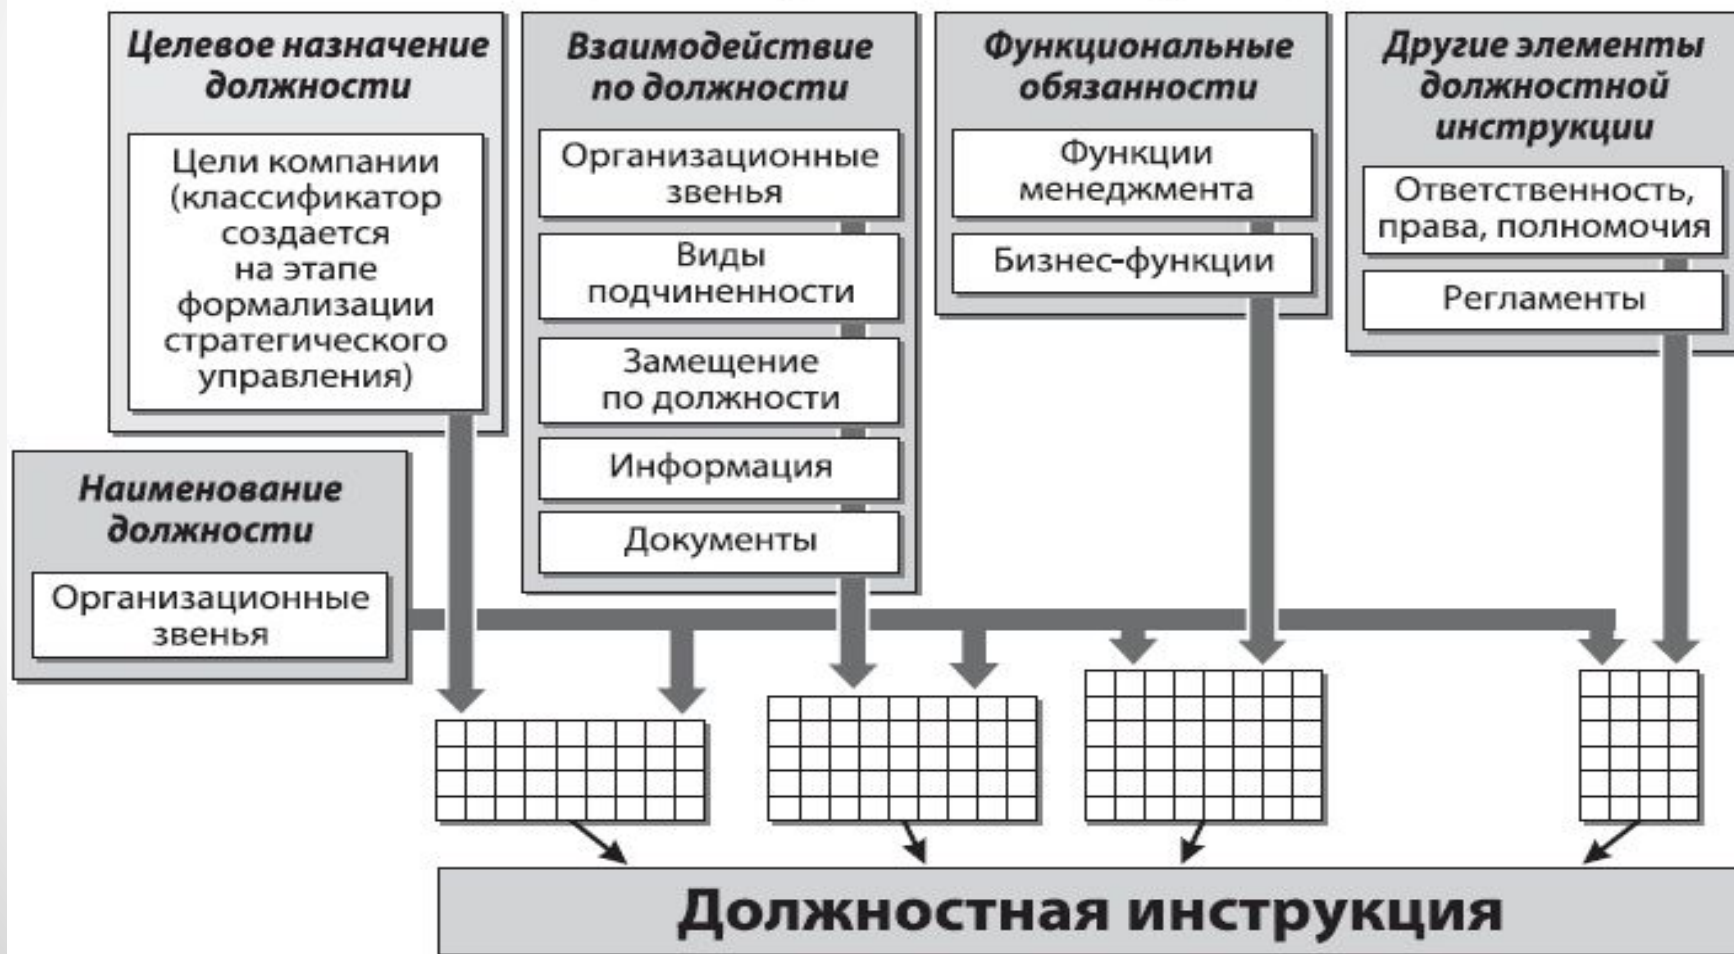 Целевое назначение
должности
Цели компании
(классификатор
создается
на этапе
формализации
стратегического
управления)
Взаимодействие
по должности
Организационные
звенья
Виды
подчиненности
Замещение
по должности
Информация
Документы
Функциональные
обязанности
Функции
менеджмента
Бизнес-функции
Другие элементы
должностной
инструкции
Ответственность,
права, полномочия
Регламенты
Наименование
должности
Организационные
звенья
Должностная инструкция